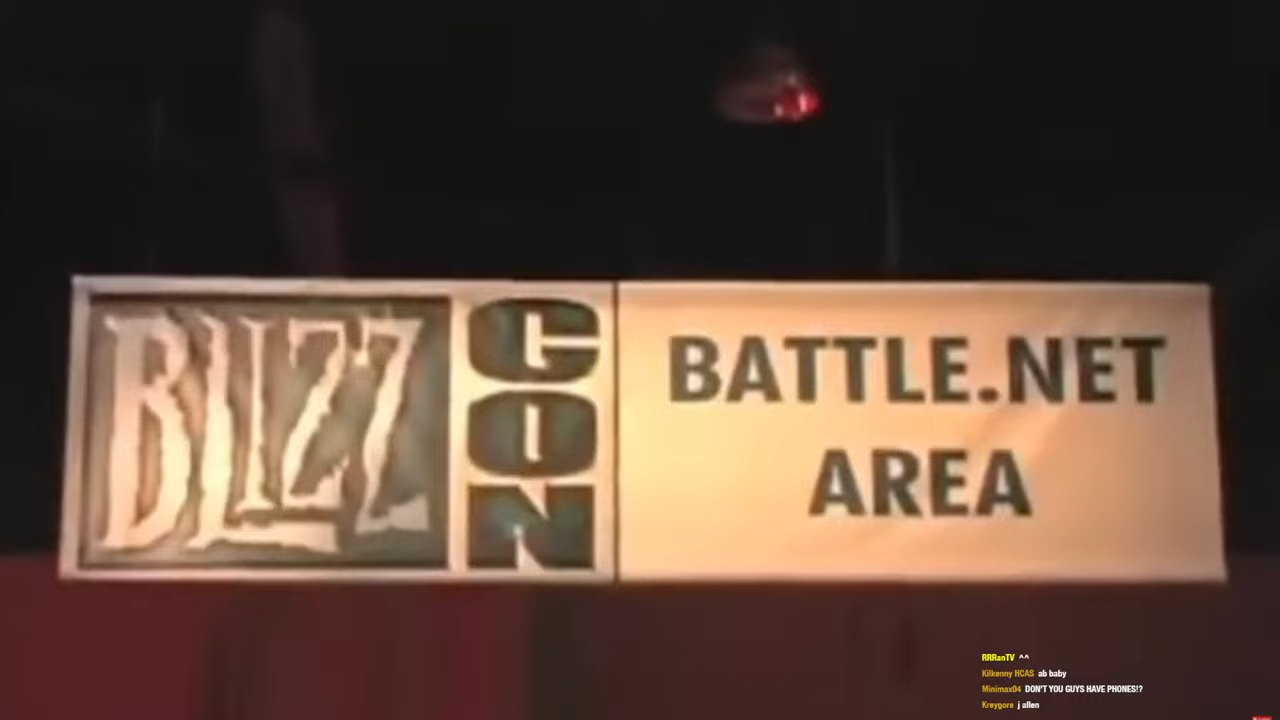 BLIZZ
CON
BATTLE.NET
AREA
RRRanTV ^^
Kilkenny HCAS ab baby
Minimax04 DON'T YOU GUYS HAVE PHONES!?
Kreygore j allen